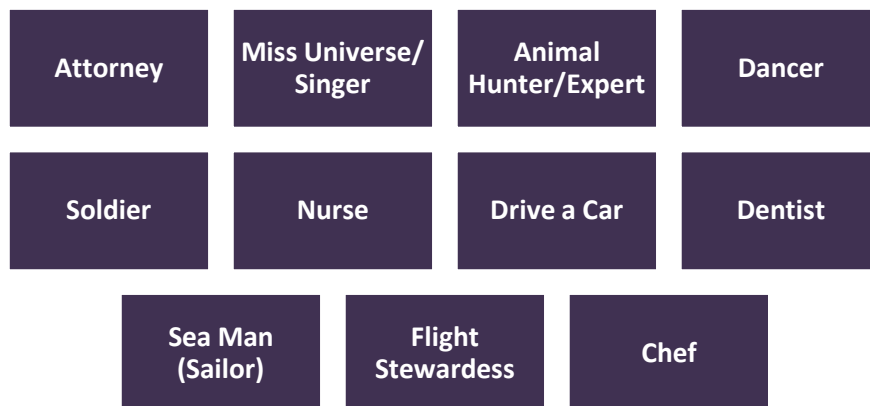 Attorney
Miss Universe/
Singer
Animal
Hunter/Expert
Dancer
Soldier
Nurse
Drive a Car
Dentist
Sea Man
(Sailor)
Flight
Stewardess
Chef